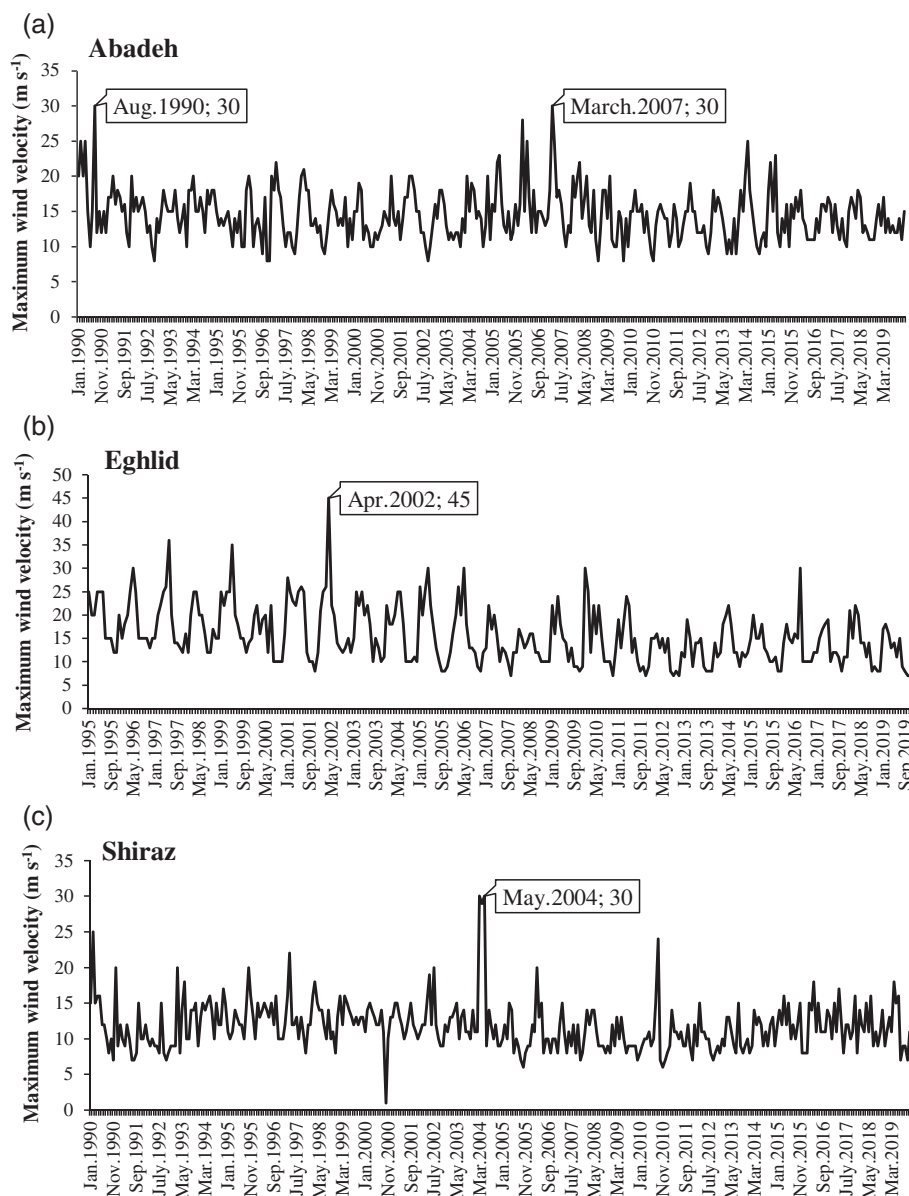 (a)
Abadeh
Maximum wind velocity (m s-1)
35
30
25
20
15
10
5
0
Aug.1990; 30
March.2007; 30
Jan.1990
Nov.1990
Sep.1991
July.1992
May.1993
Mar.1994
Jan.1995
Nov.1995
Sep.1996
July.1997
May.1998
Mar.1999
Jan.2000
Nov.2000
Sep.2001
July.2002
May.2003
Mar.2004
Jan.2005
Nov.2005
Sep.2006
July.2007
May.2008
Mar.2009
Jan.2010
Nov.2010
Sep.2011
July.2012
May.2013
Mar.2014
Jan.2015
Nov.2015
Sep.2016
July.2017
May.2018
Mar.2019
(b)
Eghlid
Maximum wind velocity (m s-1)
50
45
40
35
30
25
20
15
10
5
0
Apr.2002; 45
Jan.1995
Sep.1995
May.1996
Jan.1997
Sep.1997
May.1998
Jan.1999
Sep.1999
May.2000
Jan.2001
Sep.2001
May.2002
Jan.2003
Sep.2003
May.2004
Jan.2005
Sep.2005
May.2006
Jan.2007
Sep.2007
May.2008
Jan.2009
Sep.2009
May.2010
Jan.2011
Sep.2011
May.2012
Jan.2013
Sep.2013
May.2014
Jan.2015
Sep.2015
May.2016
Jan.2017
Sep.2017
May.2018
Jan.2019
Sep.2019
(c)
Shiraz
Maximum wind velocity (m s-1)
35
30
25
20
15
10
5
0
May.2004; 30
Jan.1990
Nov.1990
Sep.1991
July.1992
May.1993
Mar.1994
Jan.1995
Nov.1995
Sep.1996
July.1997
May.1998
Mar.1999
Jan.2000
Nov.2000
Sep.2001
July.2002
May.2003
Mar.2004
Jan.2005
Nov.2005
Sep.2006
July.2007
May.2008
Mar.2009
Jan.2010
Nov.2010
Sep.2011
July.2012
May.2013
Mar.2014
Jan.2015
Nov.2015
Sep.2016
July.2017
May.2018
Mar.2019